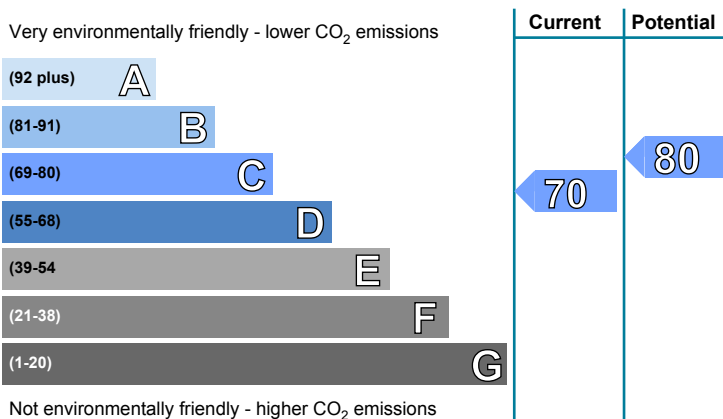 Current Potential
Very environmentally friendly - lower CO2 emissions
(92 plus) A
(81-91) B
(69-80) C
80
70
(55-68) D
(39-54 E
(21-38) F
(1-20) G
Not environmentally friendly - higher CO2 emissions